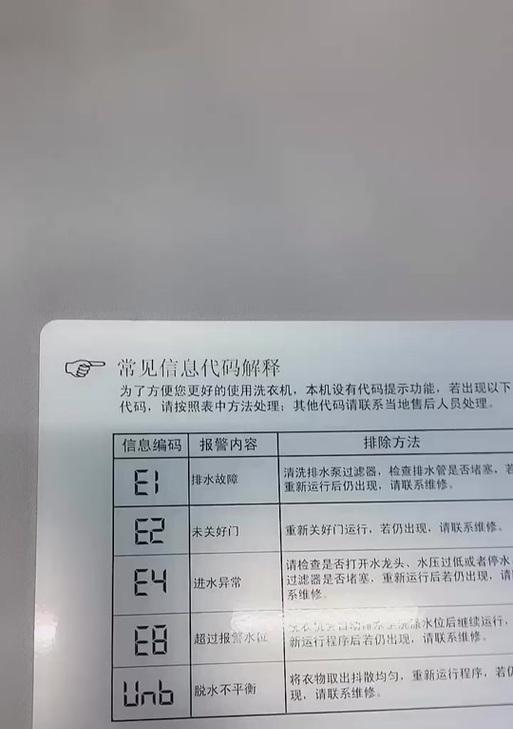 常见信息代码解释
为了方便您更好的使用洗衣机，本机设有代码提示功能，若出现以下
代码，请按照表中方法处理；其他代码请联系当地售后人员处理。
信息编码 报警内容 排除方法
E1 排水故障 清洗排水泵过滤器，检查排水管是否堵塞，若
重新运行后仍出现，请联系维修。
E2 未关好门 重新关好门运行，若仍出现，请联系维修。
E4 进水异常 请检查是否打开水龙头、水压过低或者停水
过滤器是否堵塞，重新运行后若仍出现，请
系维修。
E8 超过报警水位 水位后继续运行，
新运行程序后若仍出现，请联系维修。
Unb 脱水不平衡 将衣物取出抖散均匀，重新运行程序，若仍
现，请联系维修。